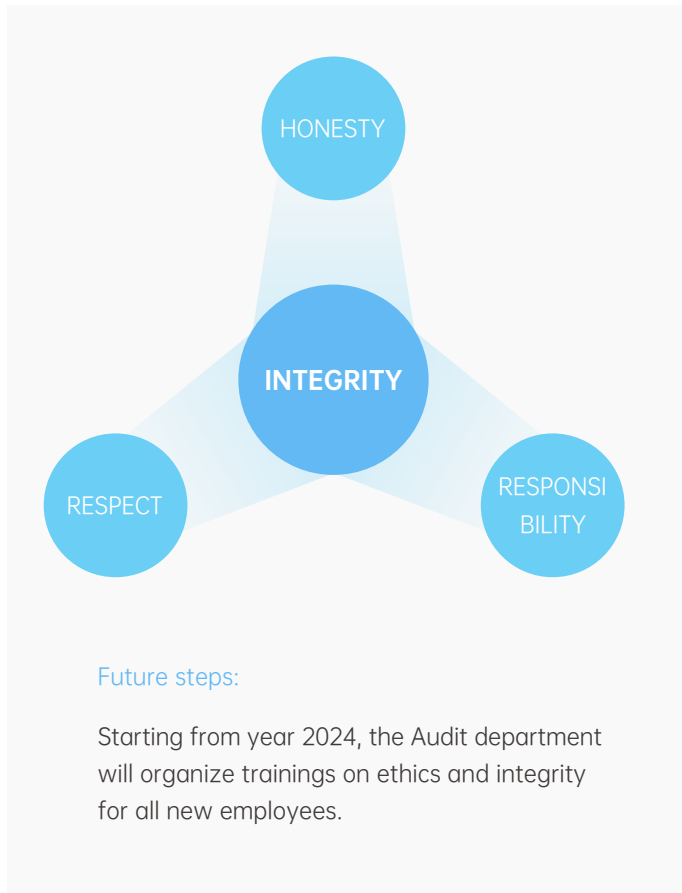 HONESTY
INTEGRITY
RESPECT
RESPONSI
BILITY
Future steps:
Starting from year 2024, the Audit department
will organize trainings on ethics and integrity
for all new employees.